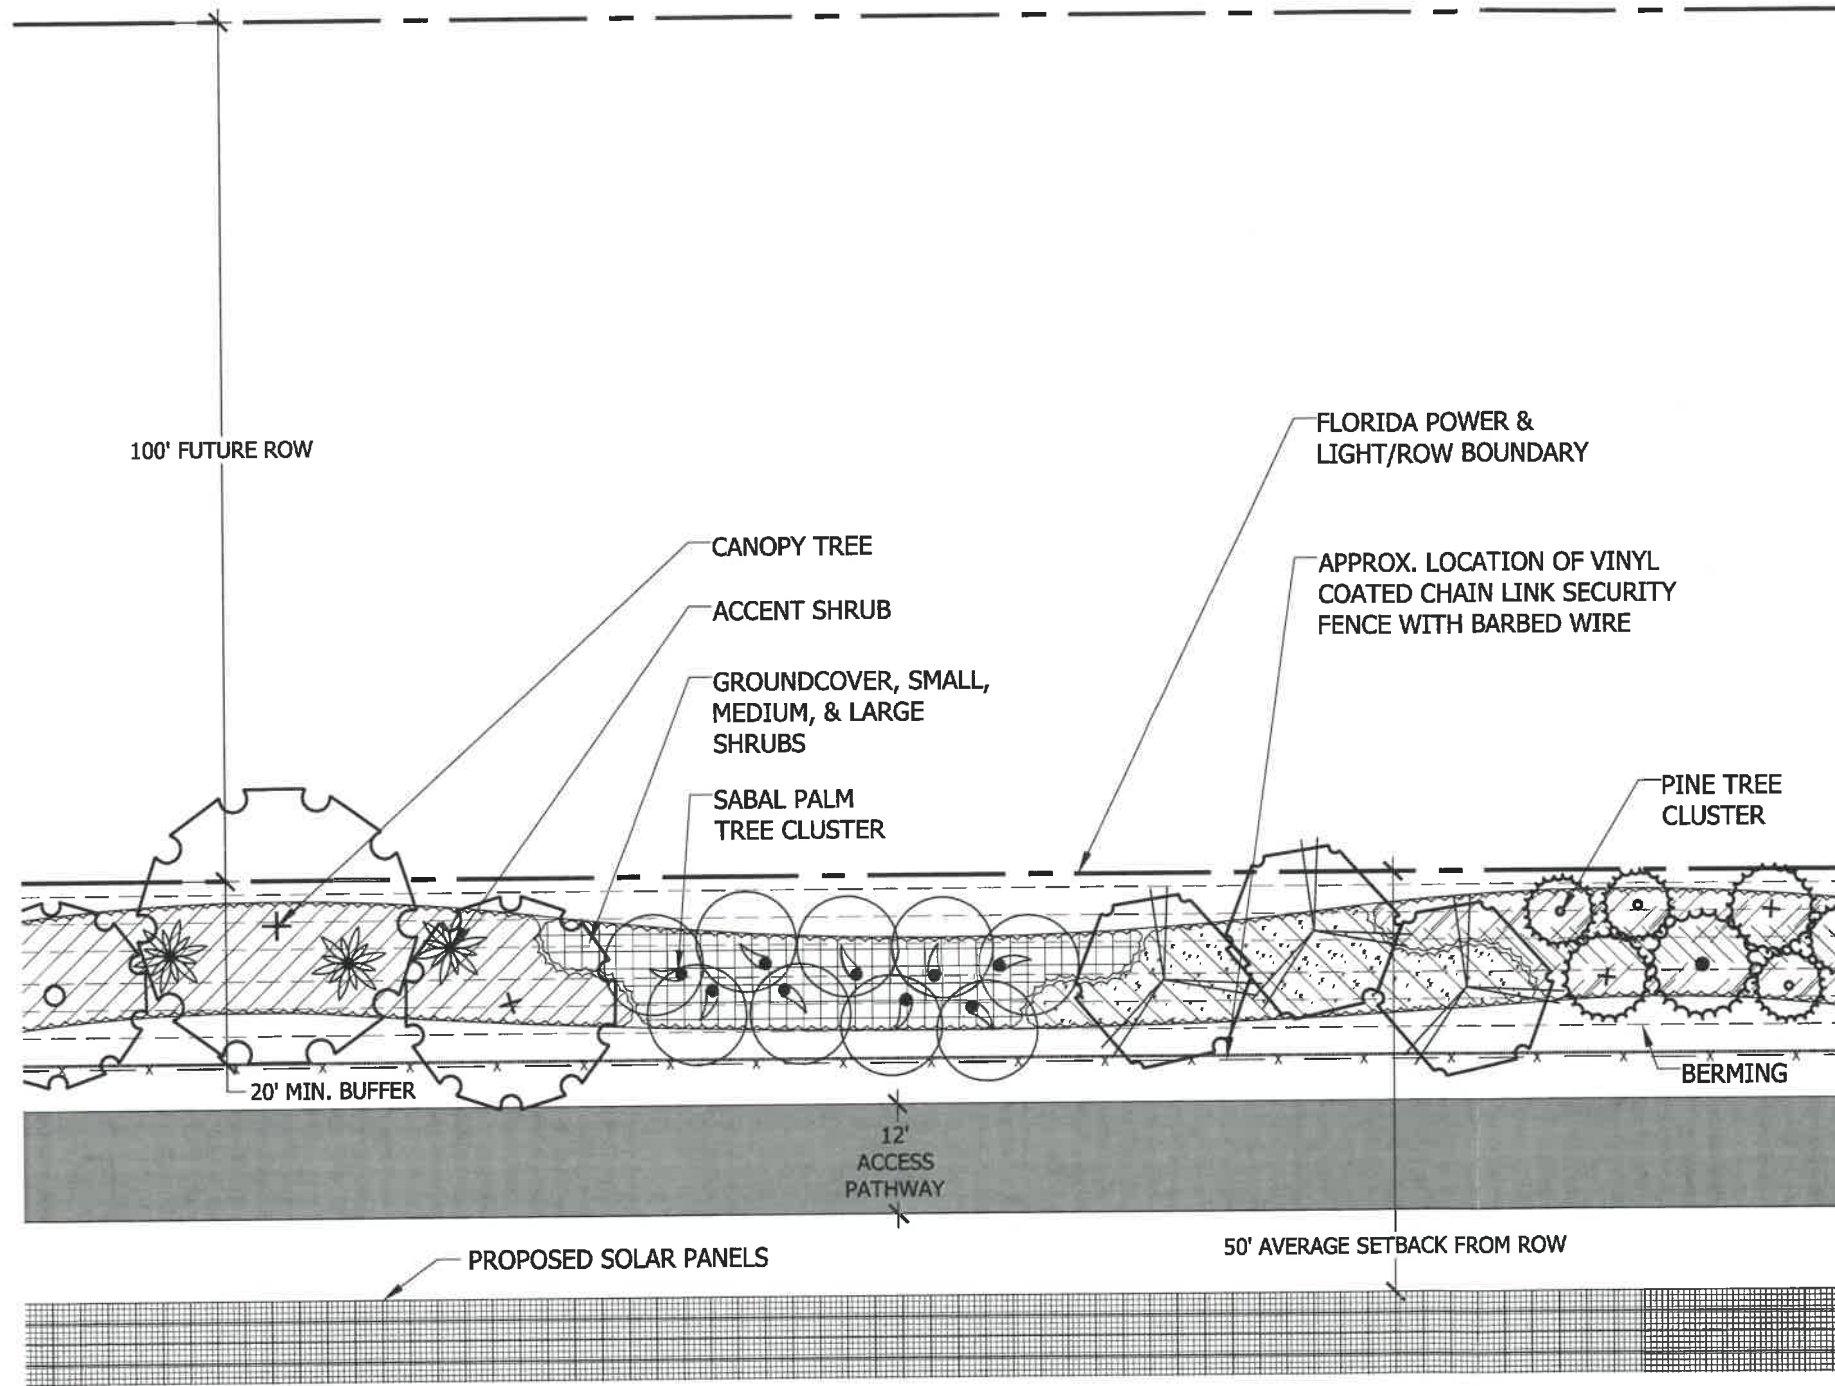 100' FUTURE ROW
FLORIDA POWER &
LIGHT/ROW BOUNDARY
CANOPY TREE
APPROX. LOCATION OF VINYL
COATED CHAIN LINK SECURITY
FENCE WITH BARBED WIRE
ACCENT SHRUB
GROUNDCOVER, SMALL,
MEDIUM, & LARGE
SHRUBS
SABAL PALM
TREE CLUSTER
PINE TREE
CLUSTER
20' MIN. BUFFER
BERMING
12'
ACCESS
PATHWAY
PROPOSED SOLAR PANELS
50' AVERAGE SETBACK FROM ROW